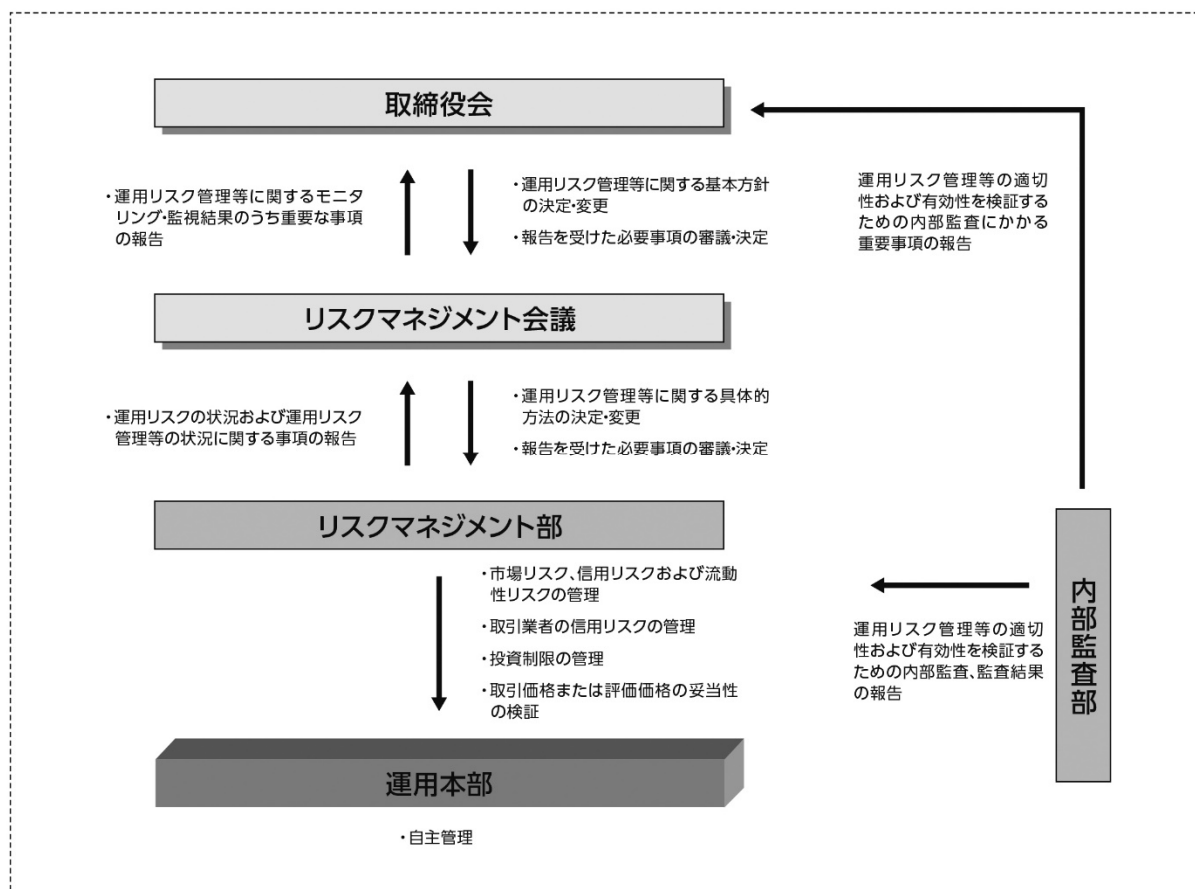 取締役会
・運用リスク管理等に関するモニタ
リング・監視結果のうち重要な事項
の報告
・運用リスク管理等に関する基本方針
の決定・変更
・報告を受けた必要事項の審議・決定
運用リスク管理等の適切
性および有効性を検証する
ための内部監査にかかる
重要事項の報告
リスクマネジメント会議
・運用リスクの状況および運用リスク
管理等の状況に関する事項の報告
・運用リスク管理等に関する具体的
方法の決定・変更
・報告を受けた必要事項の審議・決定
リスクマネジメント部
・市場リスク、信用リスクおよび流動
性リスクの管理
・取引業者の信用リスクの管理
・投資制限の管理
・取引価格または評価価格の妥当性
の検証
運用リスク管理等の適切
性および有効性を検証する
ための内部監査、監査結果
の報告
内部監査部
運用本部
・自主管理